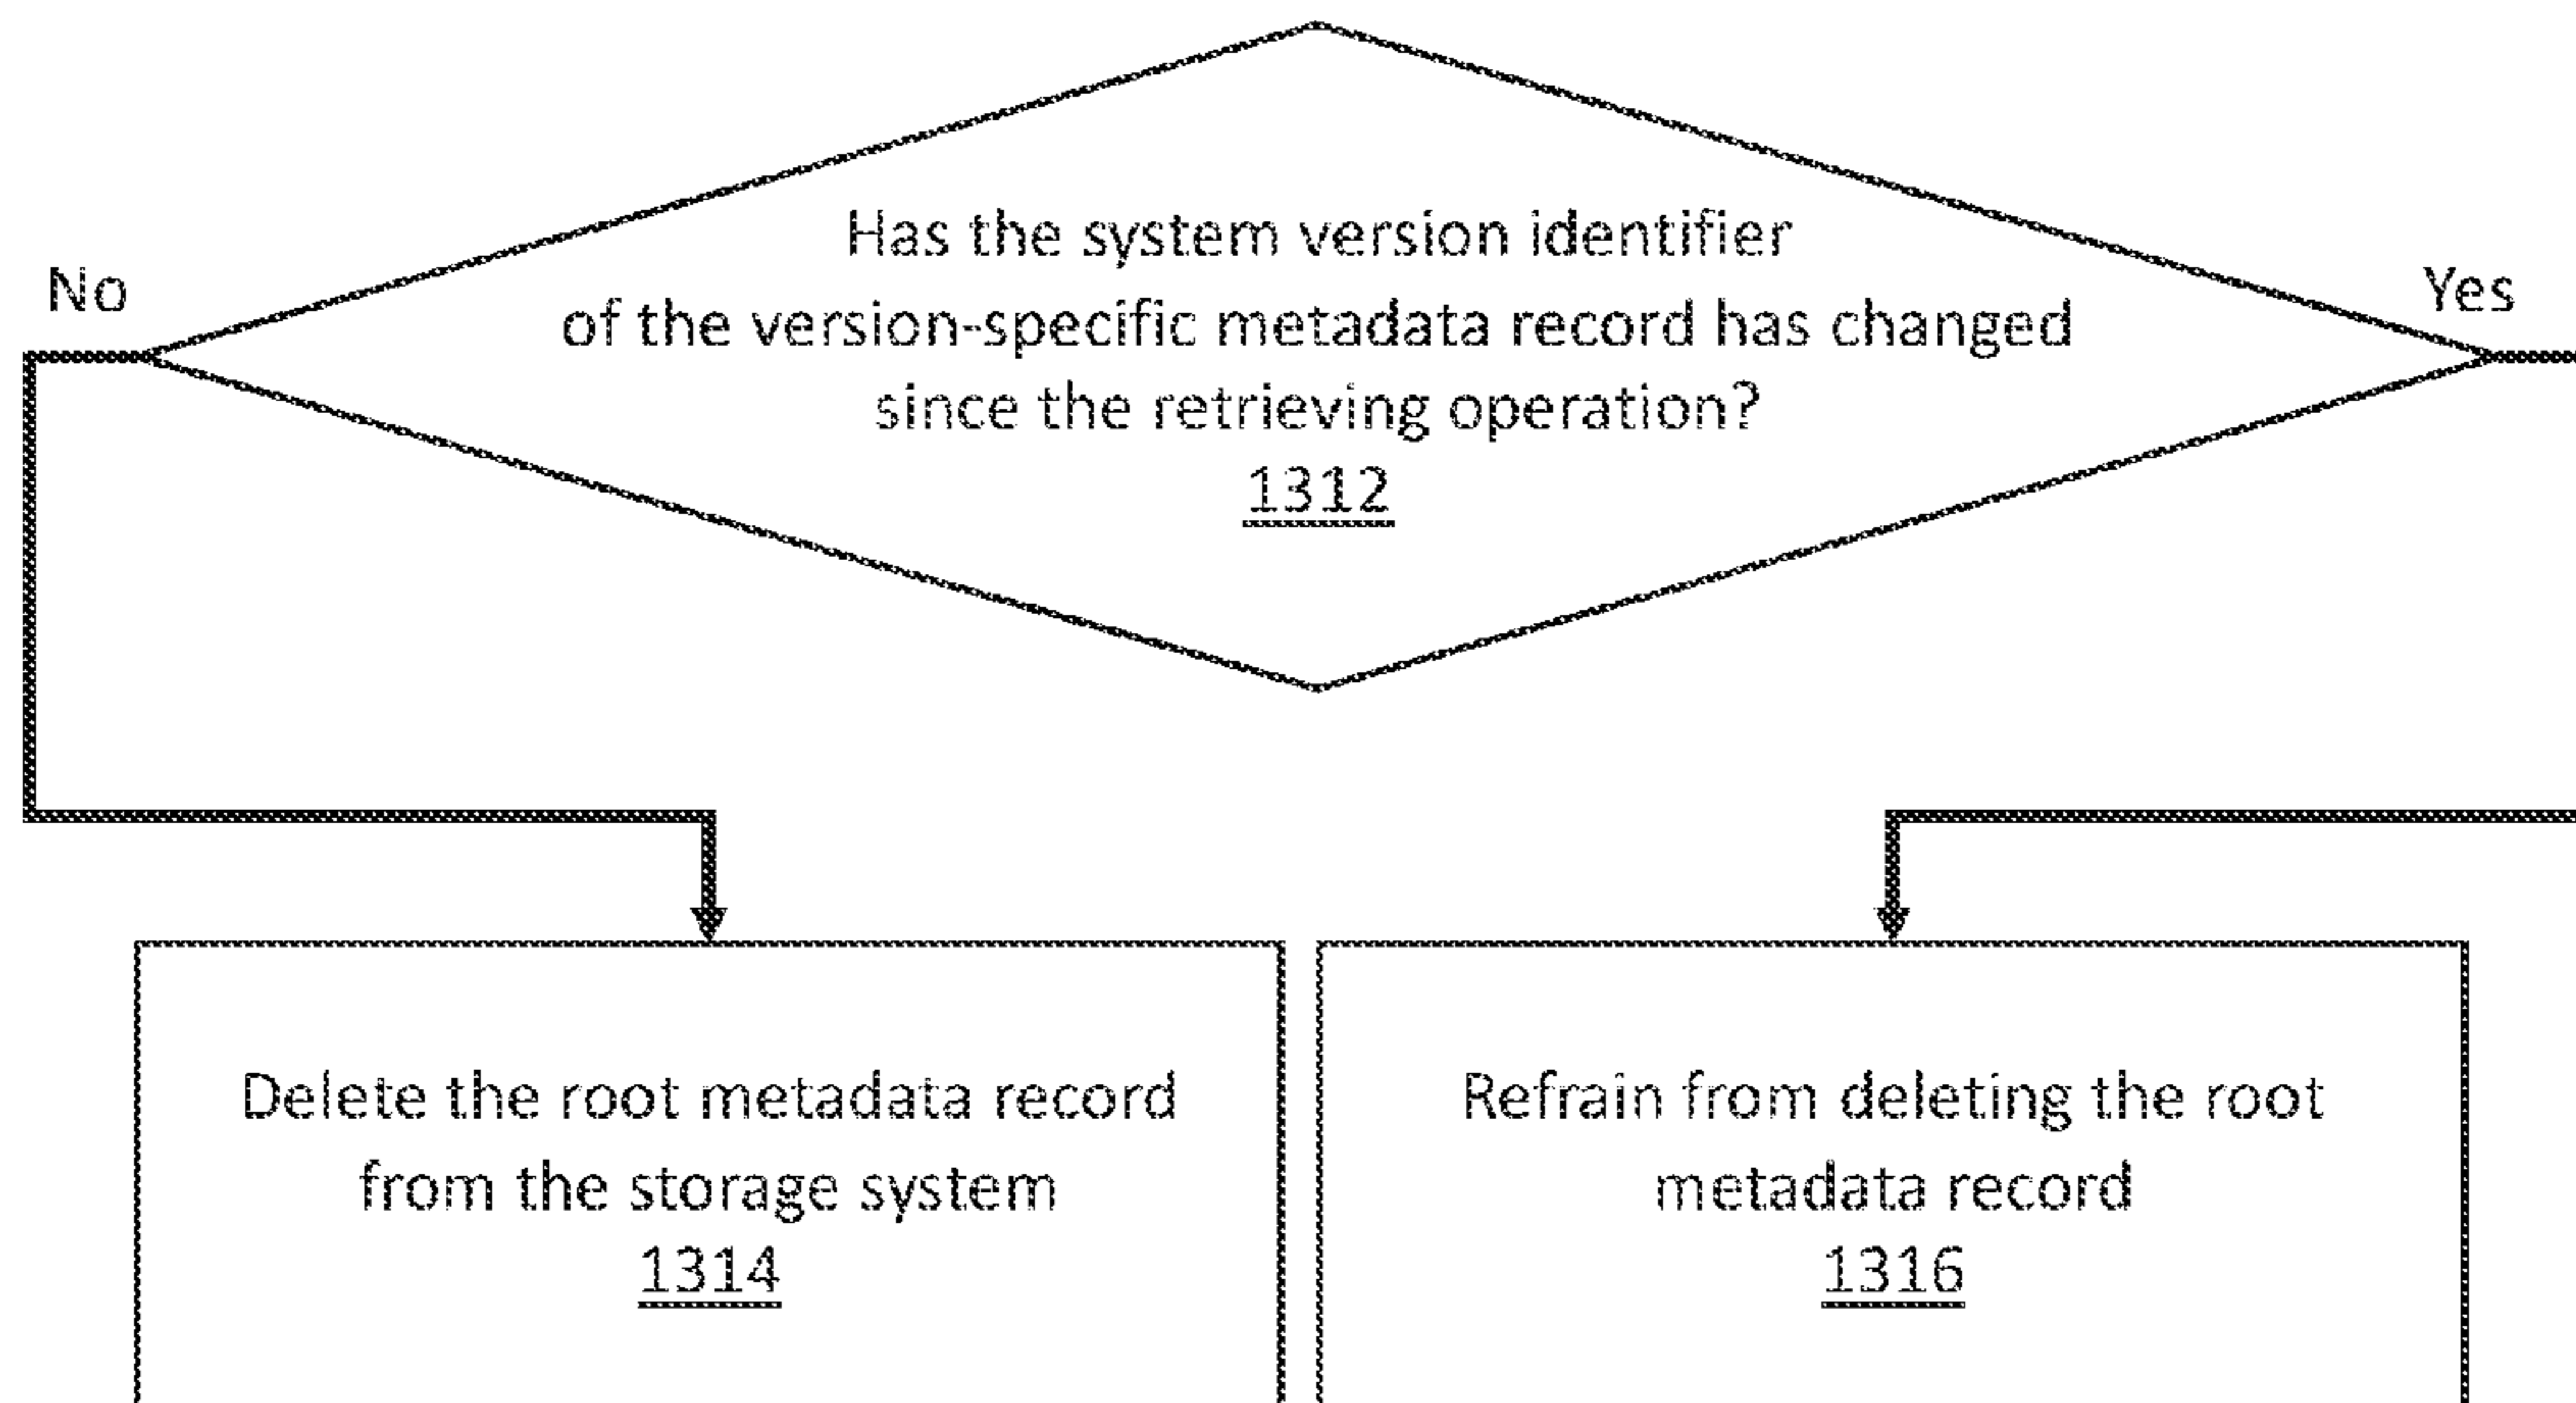 Has the system version identifier
No
Yes
of the version-specific metadata record has changed
since the retrieving operation?
1312
Delete the root metadata record
from the storage system
1314
Refrain from deleting the root
metadata record
1316